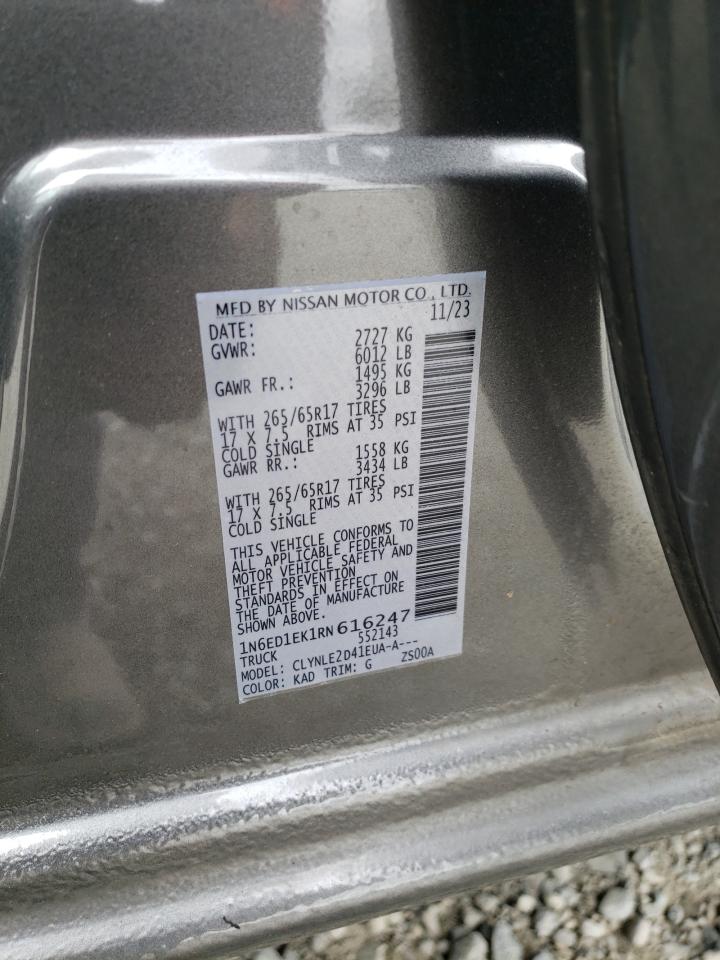 MFD BY NISSAN MOTOR CO., LTD.
DATE: 11/23
GVWR: 2727 KG
6012 LB
GAWR FR.: 1495 KG
3296 LB
WITH 265/65R17 TIRES
17 X 7.5 RIMS AT 35 PSI
COLD SINGLE
GAWR RR.: 1558 KG
3434 LB
WITH 265/65R17 TIRES
17 X 7.5 RIMS AT 35 PSI
COLD SINGLE
THIS VEHICLE CONFORMS TO
ALL APPLICABLE FEDERAL
MOTOR VEHICLE SAFETY AND
THEFT PREVENTION
STANDARDS IN EFFECT ON
THE DATE OF MANUFACTURE
SHOWN ABOVE.
1N6ED1EK1RN616247
TRUCK 552143
MODEL: CLYNLE2D41EUA-A---
COLOR: KAD TRIM: G ZS00A